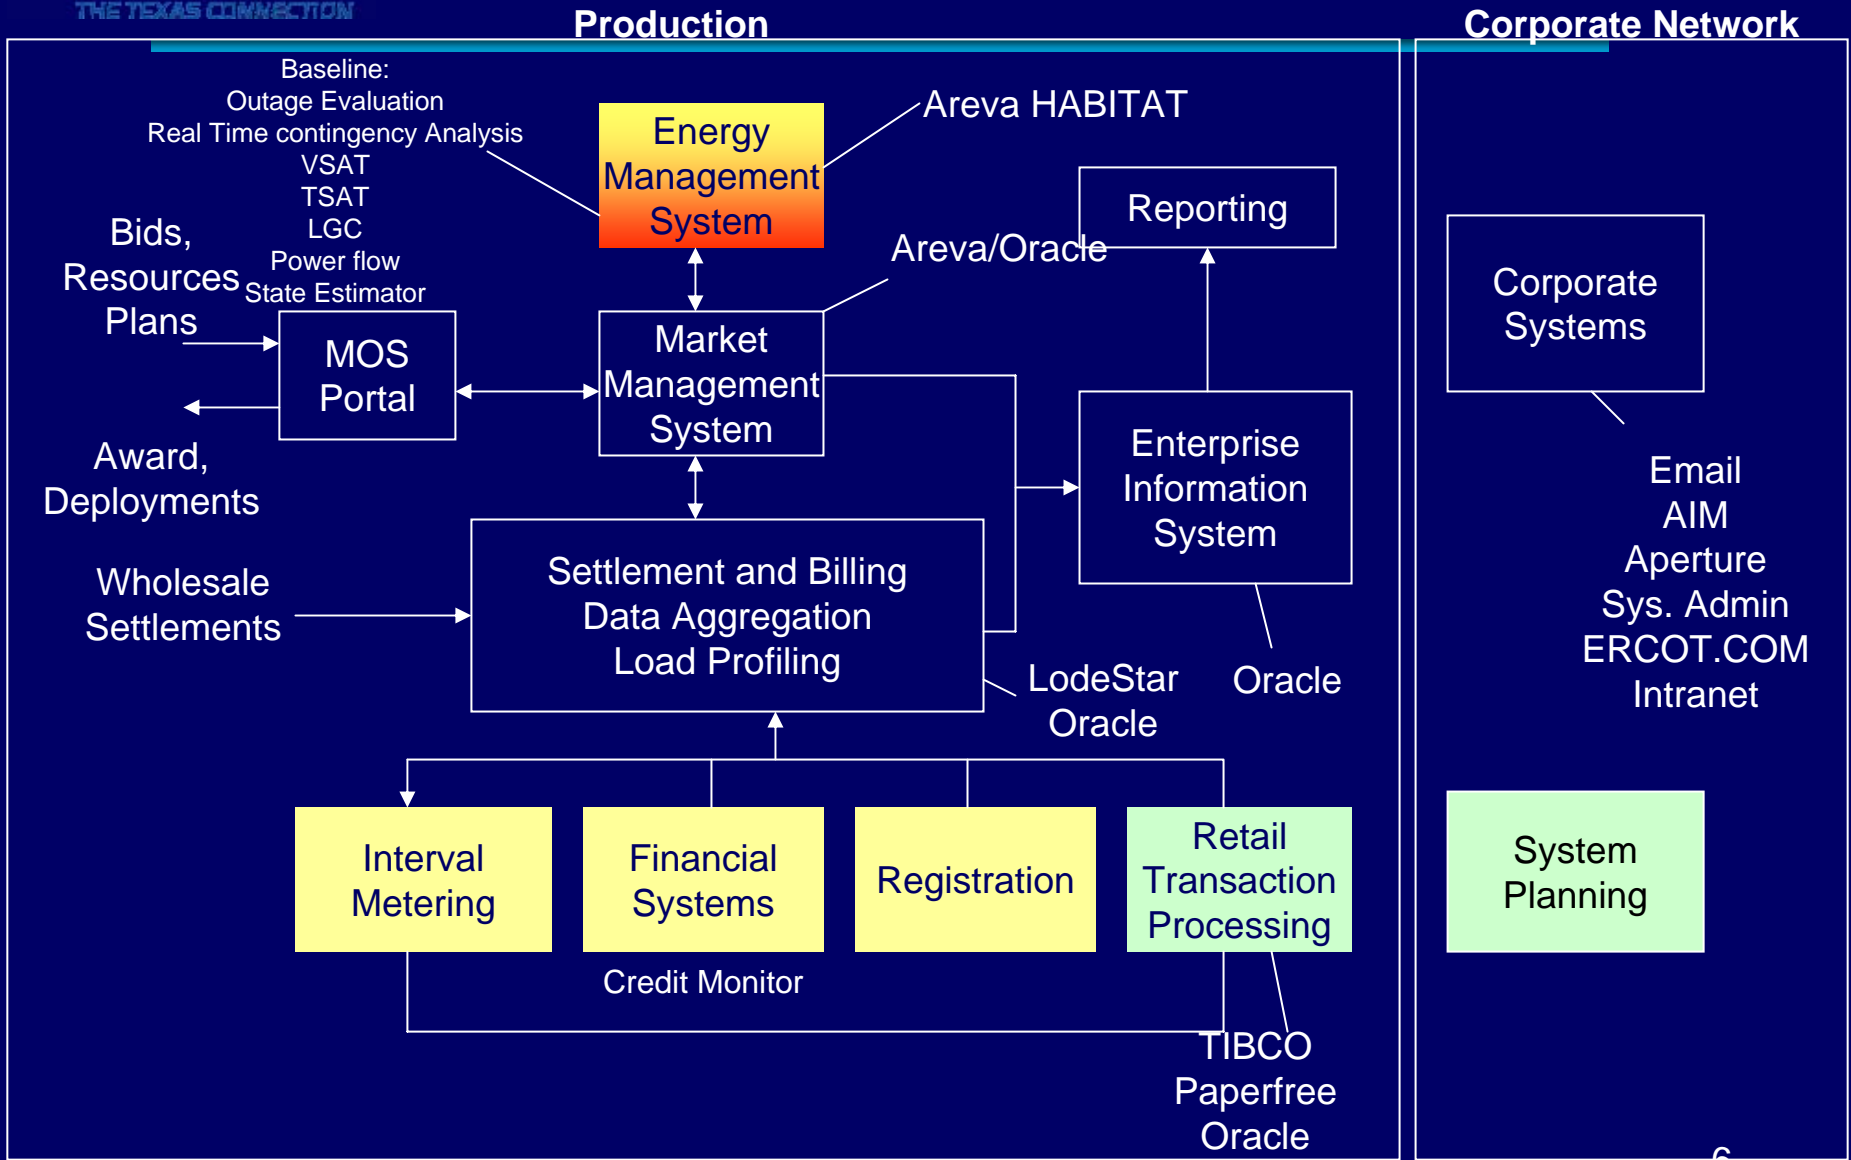 THE TEXAS CONNECTION
Production
Corporate Network
Baseline:
Outage Evaluation
Real Time contingency Analysis
VSAT
TSAT
LGC
Power flow
State Estimator
Energy
Management
System
Areva HABITAT
Reporting
Areva/Oracle
Bids,
Resources
Plans
MOS
Portal
Award,
Deployments
Market
Management
System
Enterprise
Information
System
Corporate
Systems
Email
AIM
Aperture
Sys. Admin
ERCOT.COM
Intranet
Wholesale
Settlements
Settlement and Billing
Data Aggregation
Load Profiling
LodeStar
Oracle
Oracle
Interval
Metering
Financial
Systems
Registration
Retail
Transaction
Processing
System
Planning
Credit Monitor
TIBCO
Paperfree
Oracle
6